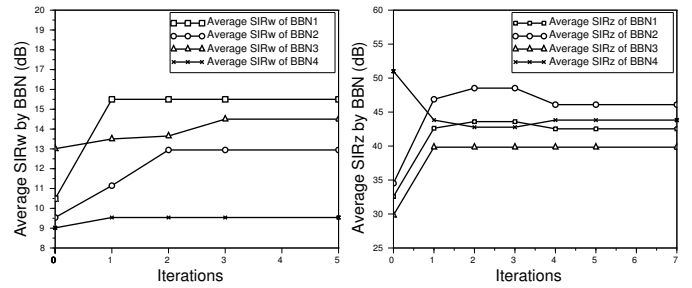 Average SIRw by BBN (dB)
20
19
18
17
16
15
14
13
12
11
10
9
8
Average SIRw of BBN1
Average SIRw of BBN2
Average SIRw of BBN3
Average SIRw of BBN4
0 1 2 3 4 5
Iterations
Average SIRz by BBN (dB)
60
55
50
45
40
35
30
25
Average SIRz of BBN1
Average SIRz of BBN2
Average SIRz of BBN3
Average SIRz of BBN4
0 1 2 3 4 5 6 7
Iterations